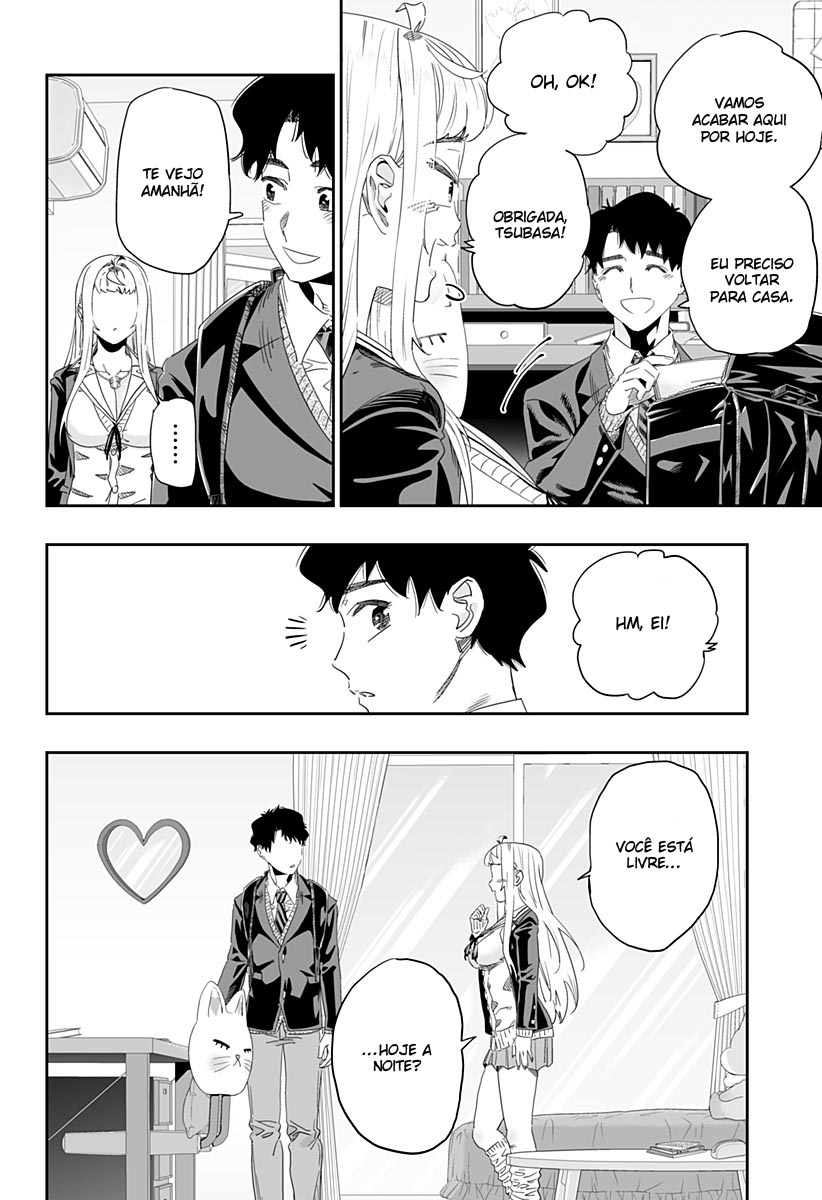 VAMOS
ACABAR AQUI
POR HOJE.
EU PRECISO
VOLTAR
PARA CASA.
OH, OK!
OBRIGADA,
TSUBASA!
TE VEJO
AMANHÃ!
......
HM, EI!
VOCÊ ESTÁ
LIVRE...
...HOJE A
NOITE?